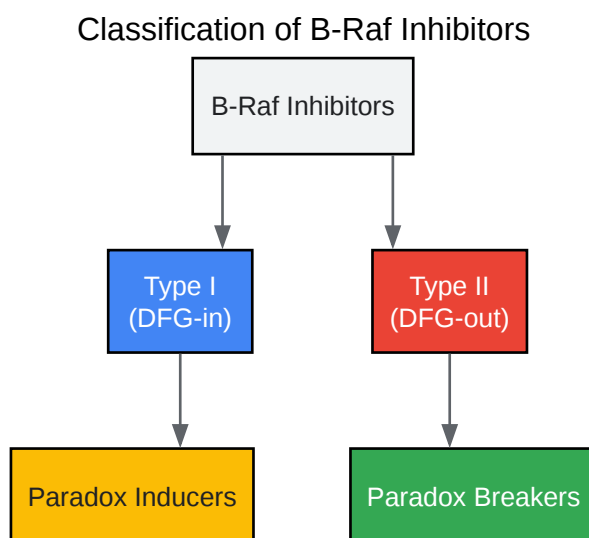 Classification of B-Raf Inhibitors
B-Raf Inhibitors
Type I
(DFG-in)
Type II
(DFG-out)
Paradox Inducers
Paradox Breakers